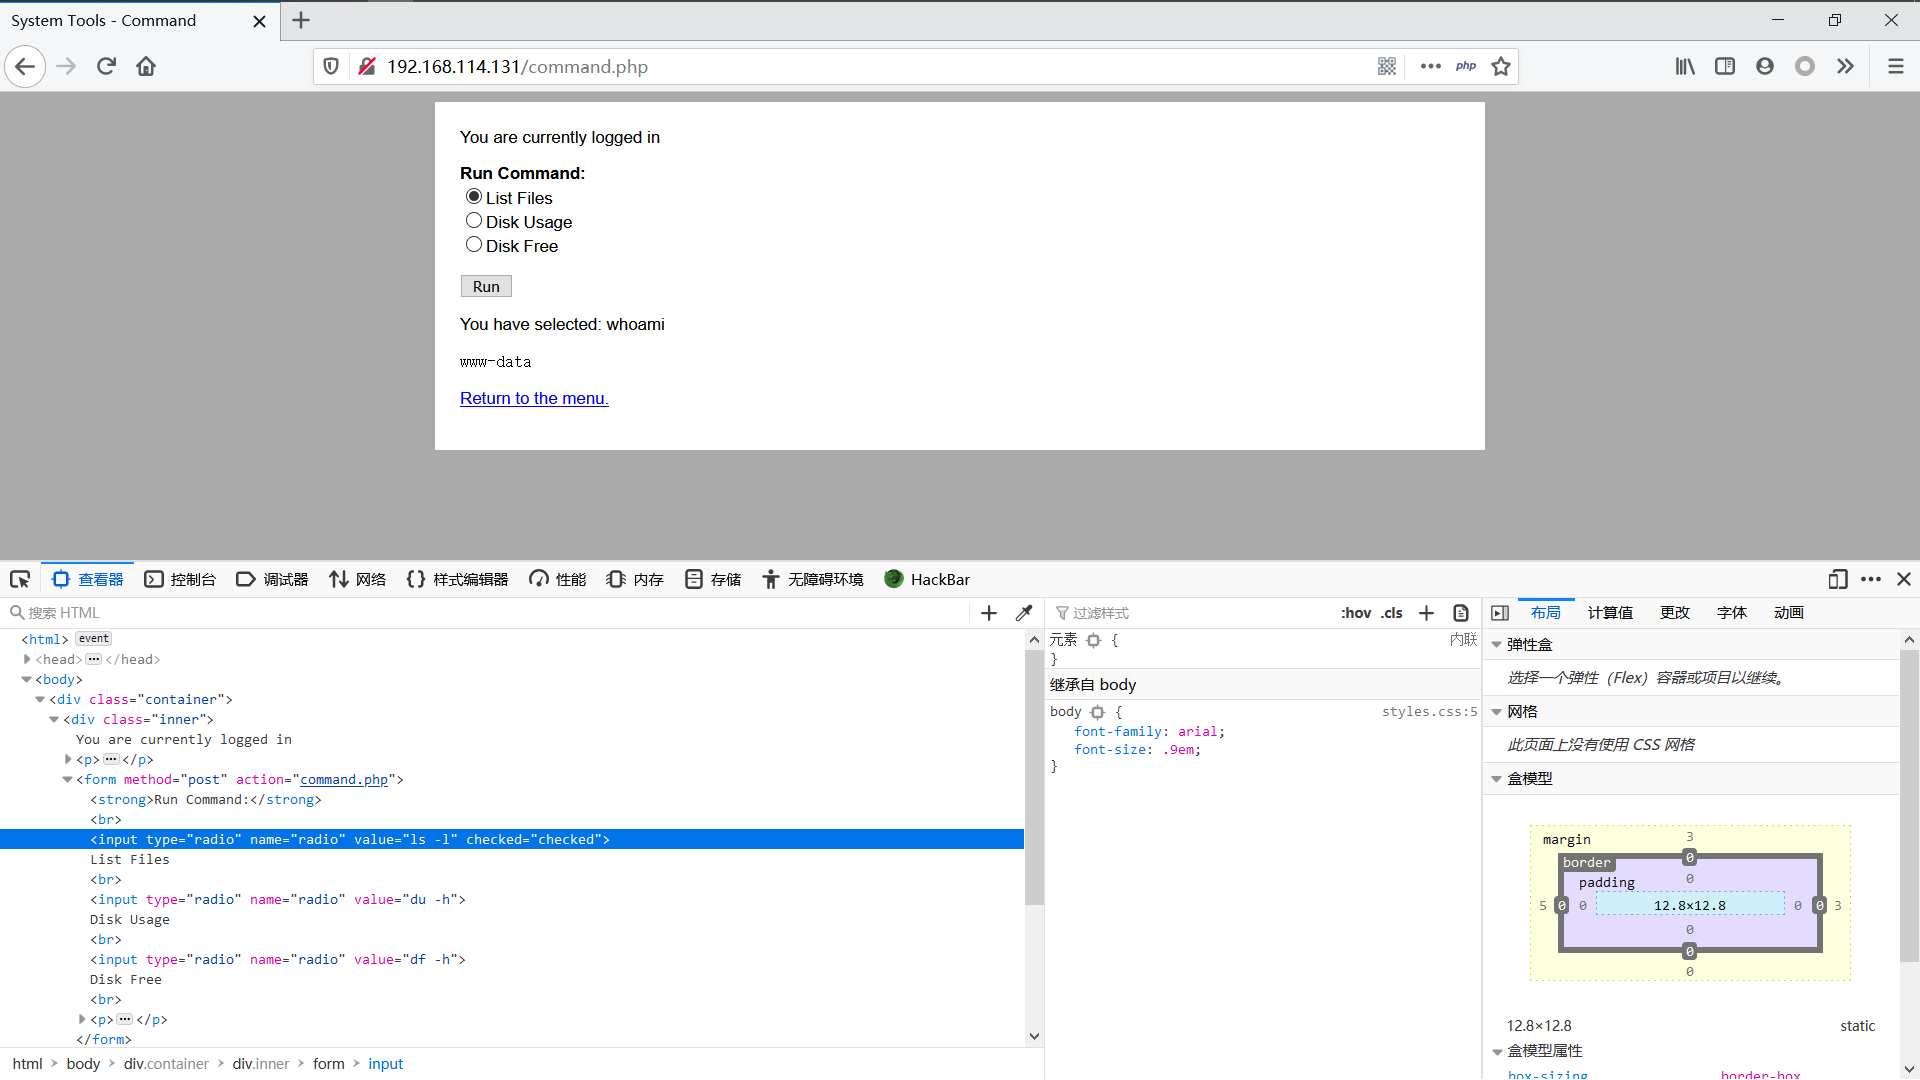 System Tools - Command
192.168.114.131/command.php
php
You are currently logged in
Run Command:
List Files
Disk Usage
Disk Free
Run
You have selected: whoami
www-data
Return to the menu.
查看器 控制台 调试器 网络 样式编辑器 性能 内存 存储 无障碍环境 HackBar
搜索 HTML
<html> event
<head> ••• </head>
<body>
<div class="container">
<div class="inner">
You are currently logged in
<p> ••• </p>
<form method="post" action="command.php">
<strong>Run Command:</strong>
<br>
<input type="radio" name="radio" value="ls -l" checked="checked">
List Files
<br>
<input type="radio" name="radio" value="du -h">
Disk Usage
<br>
<input type="radio" name="radio" value="df -h">
Disk Free
<br>
<p> ••• </p>
</form>
html > body > div.container > div.inner > form > input
过滤样式 :hov .cls +
元素 { 内联
}
继承自 body
body { styles.css:5
font-family: arial;
font-size: .9em;
}
布局 计算值 更改 字体 动画
弹性盒
选择一个弹性（Flex）容器或项目以继续。
网格
此页面上没有使用 CSS 网格
盒模型
margin 3
border 0
padding 0
5 0 0 12.8×12.8 0 0 3
0
0
0
12.8×12.8 static
盒模型属性
box-sizing border-box